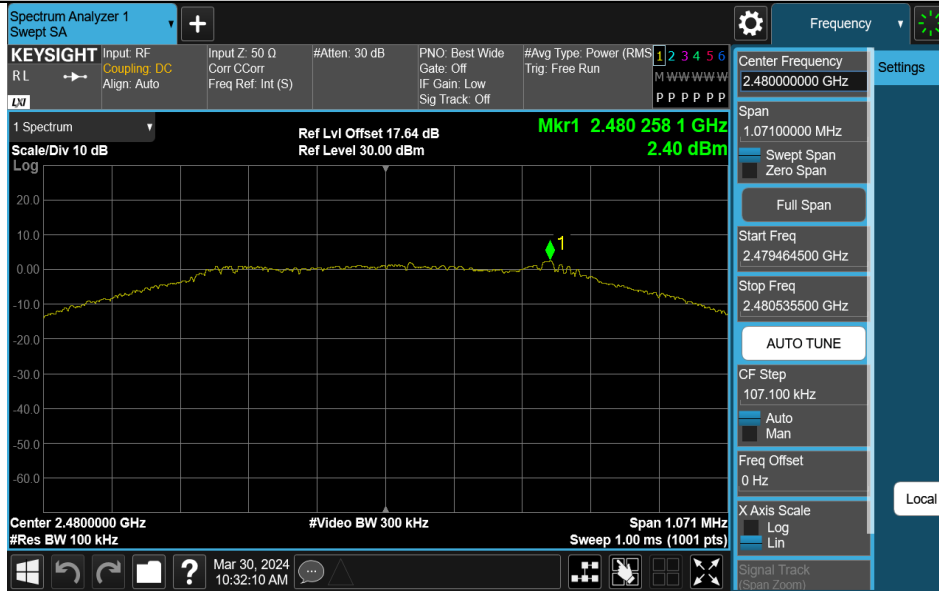 Spectrum Analyzer 1
Swept SA
+
Frequency
KEYSIGHT
RL
LXI
Input: RF
Coupling: DC
Align: Auto
Input Z: 50 Ω
Corr CCorr
Freq Ref: Int (S)
#Atten: 30 dB
PNO: Best Wide
Gate: Off
IF Gain: Low
Sig Track: Off
#Avg Type: Power (RMS
Trig: Free Run
1 2 3 4 5 6
M W W W W W
P P P P P P
Center Frequency
2.480000000 GHz
Settings
1 Spectrum
Scale/Div 10 dB
Ref Lvl Offset 17.64 dB
Ref Level 30.00 dBm
Mkr1 2.480 258 1 GHz
2.40 dBm
Span
1.07100000 MHz
Swept Span
Zero Span
Full Span
Start Freq
2.479464500 GHz
Stop Freq
2.480535500 GHz
AUTO TUNE
CF Step
107.100 kHz
Auto
Man
Freq Offset
0 Hz
X Axis Scale
Log
Lin
Signal Track
(Span Zoom)
Local
Log
20.0
10.0
0.00
-10.0
-20.0
-30.0
-40.0
-50.0
-60.0
1
Center 2.4800000 GHz
#Res BW 100 kHz
#Video BW 300 kHz
Span 1.071 MHz
Sweep 1.00 ms (1001 pts)
?
Mar 30, 2024
10:32:10 AM